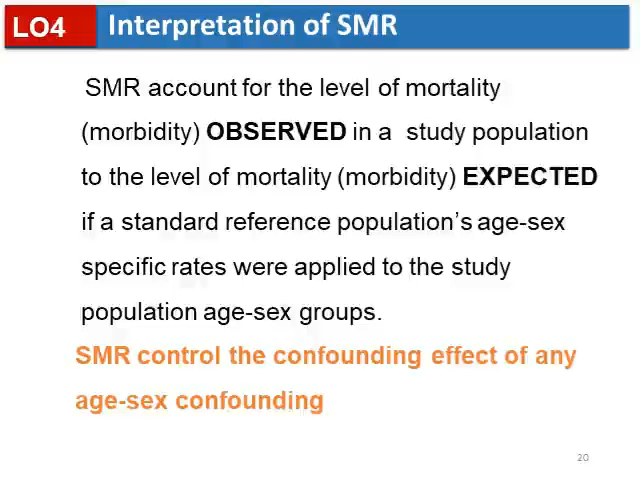 LO4 Interpretation of SMR
SMR account for the level of mortality
(morbidity) OBSERVED in a study population
to the level of mortality (morbidity) EXPECTED
if a standard reference population's age-sex
specific rates were applied to the study
population age-sex groups.
SMR control the confounding effect of any
age-sex confounding
20